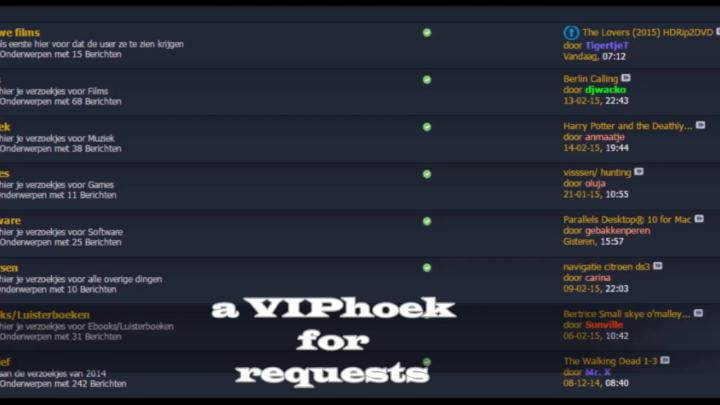 we films
is eerste hier voor dat de user ze te zien krijgen
Onderwerpen met 15 Berichten
The Lovers (2015) HDRip2DVD
door TigertjeT
Vandaag, 07:12
hier je verzoekjes voor Films
Onderwerpen met 68 Berichten
Berlin Calling
door djwacko
13-02-15, 22:43
ek
hier je verzoekjes voor Muziek
Onderwerpen met 38 Berichten
Harry Potter and the Deathly...
door anmaatje
14-02-15, 19:44
es
hier je verzoekjes voor Games
Onderwerpen met 11 Berichten
visssen/ hunting
door oluja
21-01-15, 10:55
ware
hier je verzoekjes voor Software
Onderwerpen met 25 Berichten
Parallels Desktop® 10 for Mac
door gebakkenperen
Gisteren, 15:57
rsen
hier je verzoekjes voor alle overige dingen
Onderwerpen met 10 Berichten
navigatie citroen ds3
door carina
09-02-15, 22:03
ks/Luisterboeken
hier je verzoekjes voor Ebooks/Luisterboeken
Onderwerpen met 31 Berichten
Bertrice Small skye o'malley...
door Sunville
06-02-15, 10:42
ief
aan de verzoekjes van 2014
Onderwerpen met 242 Berichten
The Walking Dead 1-3
door Mr. X
08-12-14, 08:40
a VIPhoek
for
requests